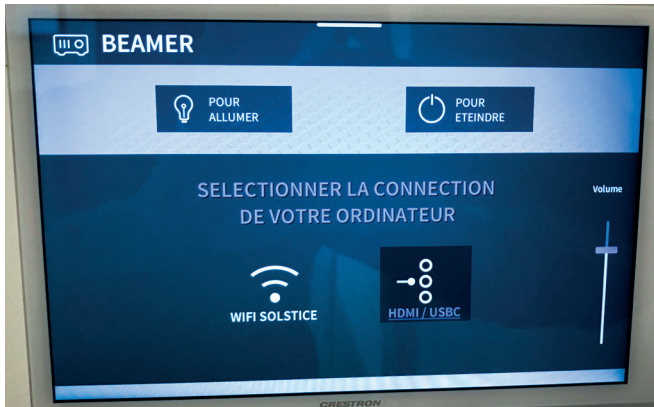 BEAMER
POUR
ALLUMER
POUR
ETEINDRE
SELECTIONNER LA CONNECTION
DE VOTRE ORDINATEUR
Volume
WIFI SOLSTICE
HDMI / USBC
CRESTRON